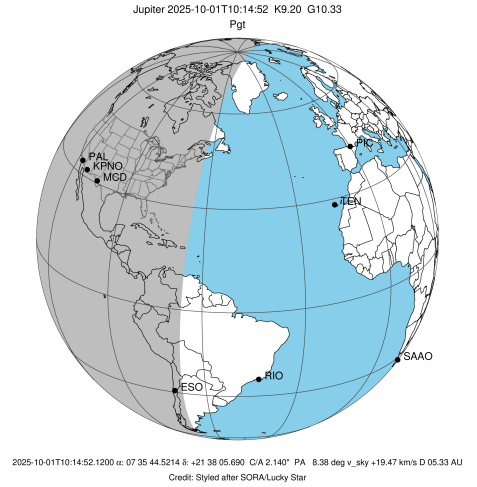 Jupiter 2025-10-01T10:14:52  K9.20  G10.33
Pgt
PIC
PAL
KPNO
MCD
TEN
SAAO
RIO
ESO
2025-10-01T10:14:52.1200 α: 07 35 44.5214 δ: +21 38 05.690  C/A 2.140"  PA  8.38 deg v_sky +19.47 km/s D 05.33 AU
Credit: Styled after SORA/Lucky Star